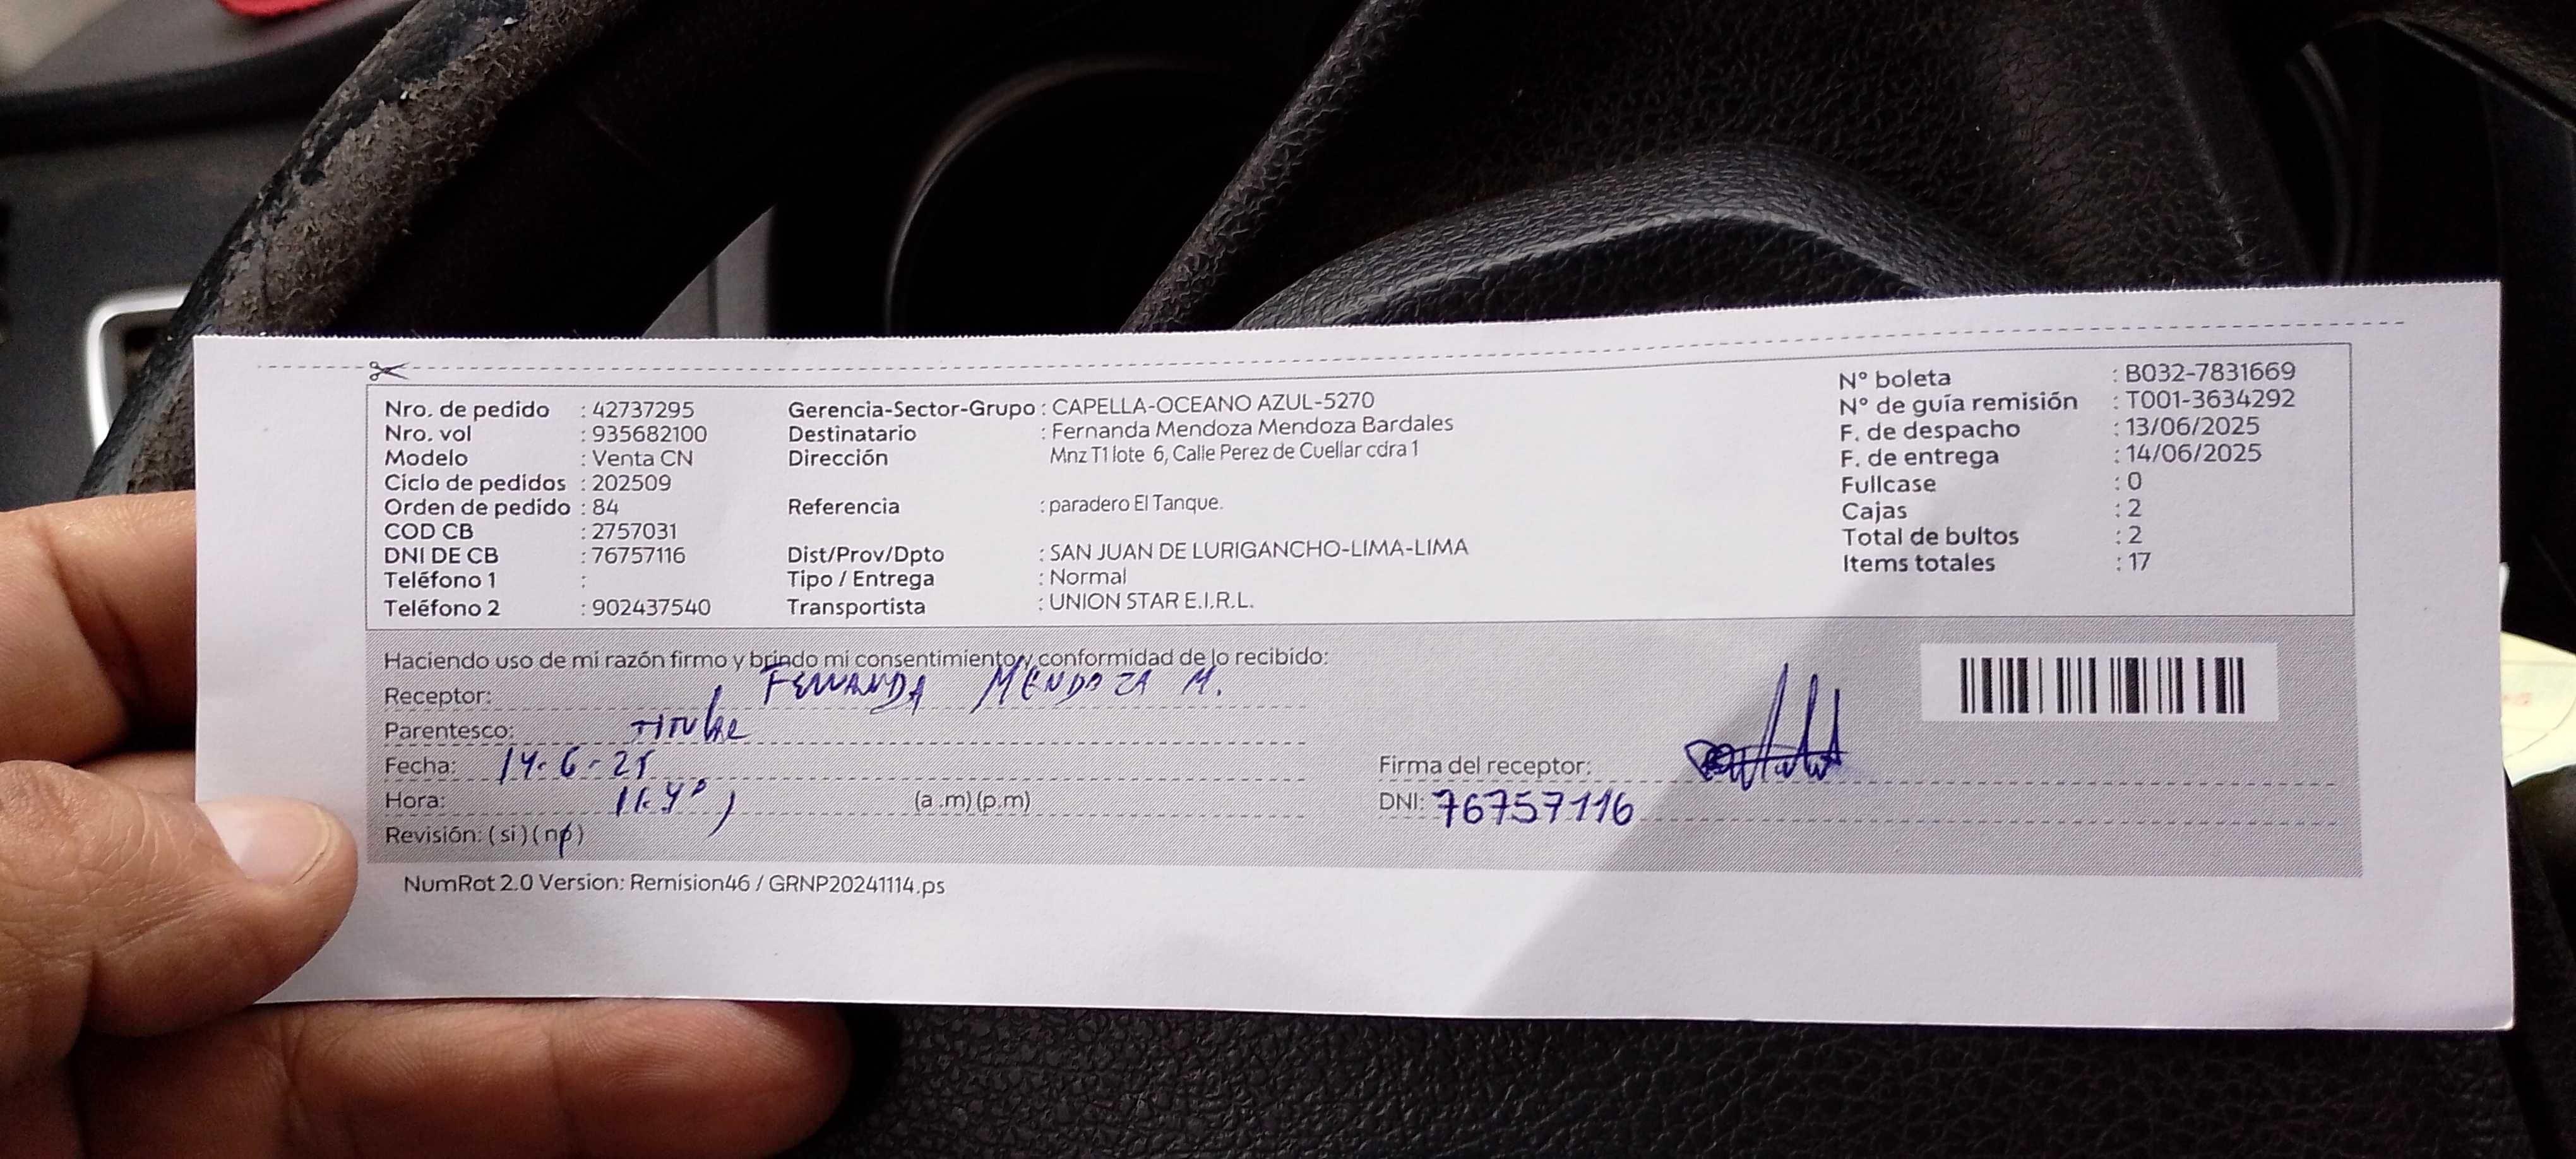 Nro. de pedido : 42737295
Nro. vol : 935682100
Modelo : Venta CN
Ciclo de pedidos : 202509
Orden de pedido : 84
COD CB : 2757031
DNI DE CB : 76757116
Teléfono 1 :
Teléfono 2 : 902437540
Gerencia-Sector-Grupo : CAPELLA-OCEANO AZUL-5270
Destinatario : Fernanda Mendoza Mendoza Bardales
Dirección Mnz T1 lote 6, Calle Perez de Cuellar cdra 1
Referencia : paradero El Tanque.
Dist/Prov/Dpto : SAN JUAN DE LURIGANCHO-LIMA-LIMA
Tipo / Entrega : Normal
Transportista : UNION STAR E.I.R.L.
N° boleta : B032-7831669
N° de guía remisión : T001-3634292
F. de despacho : 13/06/2025
F. de entrega : 14/06/2025
Fullcase : 0
Cajas : 2
Total de bultos : 2
Items totales : 17
Haciendo uso de mi razón firmo y brindo mi consentimiento y conformidad de lo recibido:
Receptor: FERNANDA MENDOZA M.
Parentesco:
Fecha: 14-6-25
Hora: (a .m) (p.m)
Revisión: ( si ) ( no )
Firma del receptor:
DNI: 76757116
NumRot 2.0 Version: Remision46 / GRNP20241114.ps